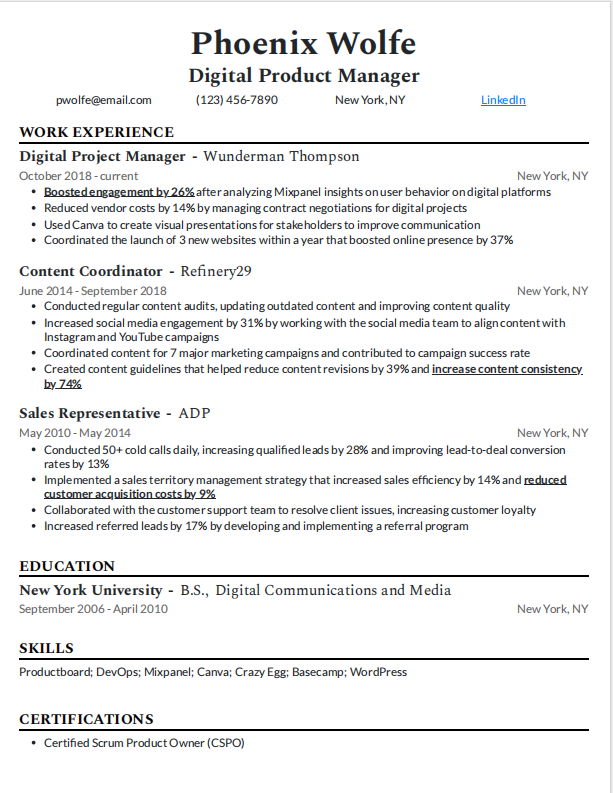 Phoenix Wolfe
Digital Product Manager
pwolfe@email.com (123) 456-7890 New York, NY LinkedIn
WORK EXPERIENCE
Digital Project Manager - Wunderman Thompson
October 2018 - current New York, NY
• Boosted engagement by 26% after analyzing Mixpanel insights on user behavior on digital platforms
• Reduced vendor costs by 14% by managing contract negotiations for digital projects
• Used Canva to create visual presentations for stakeholders to improve communication
• Coordinated the launch of 3 new websites within a year that boosted online presence by 37%
Content Coordinator - Refinery29
June 2014 - September 2018 New York, NY
• Conducted regular content audits, updating outdated content and improving content quality
• Increased social media engagement by 31% by working with the social media team to align content with
Instagram and YouTube campaigns
• Coordinated content for 7 major marketing campaigns and contributed to campaign success rate
• Created content guidelines that helped reduce content revisions by 39% and increase content consistency
by 74%
Sales Representative - ADP
May 2010 - May 2014 New York, NY
• Conducted 50+ cold calls daily, increasing qualified leads by 28% and improving lead-to-deal conversion
rates by 13%
• Implemented a sales territory management strategy that increased sales efficiency by 14% and reduced
customer acquisition costs by 9%
• Collaborated with the customer support team to resolve client issues, increasing customer loyalty
• Increased referred leads by 17% by developing and implementing a referral program
EDUCATION
New York University - B.S., Digital Communications and Media
September 2006 - April 2010 New York, NY
SKILLS
Productboard; DevOps; Mixpanel; Canva; Crazy Egg; Basecamp; WordPress
CERTIFICATIONS
• Certified Scrum Product Owner (CSPO)